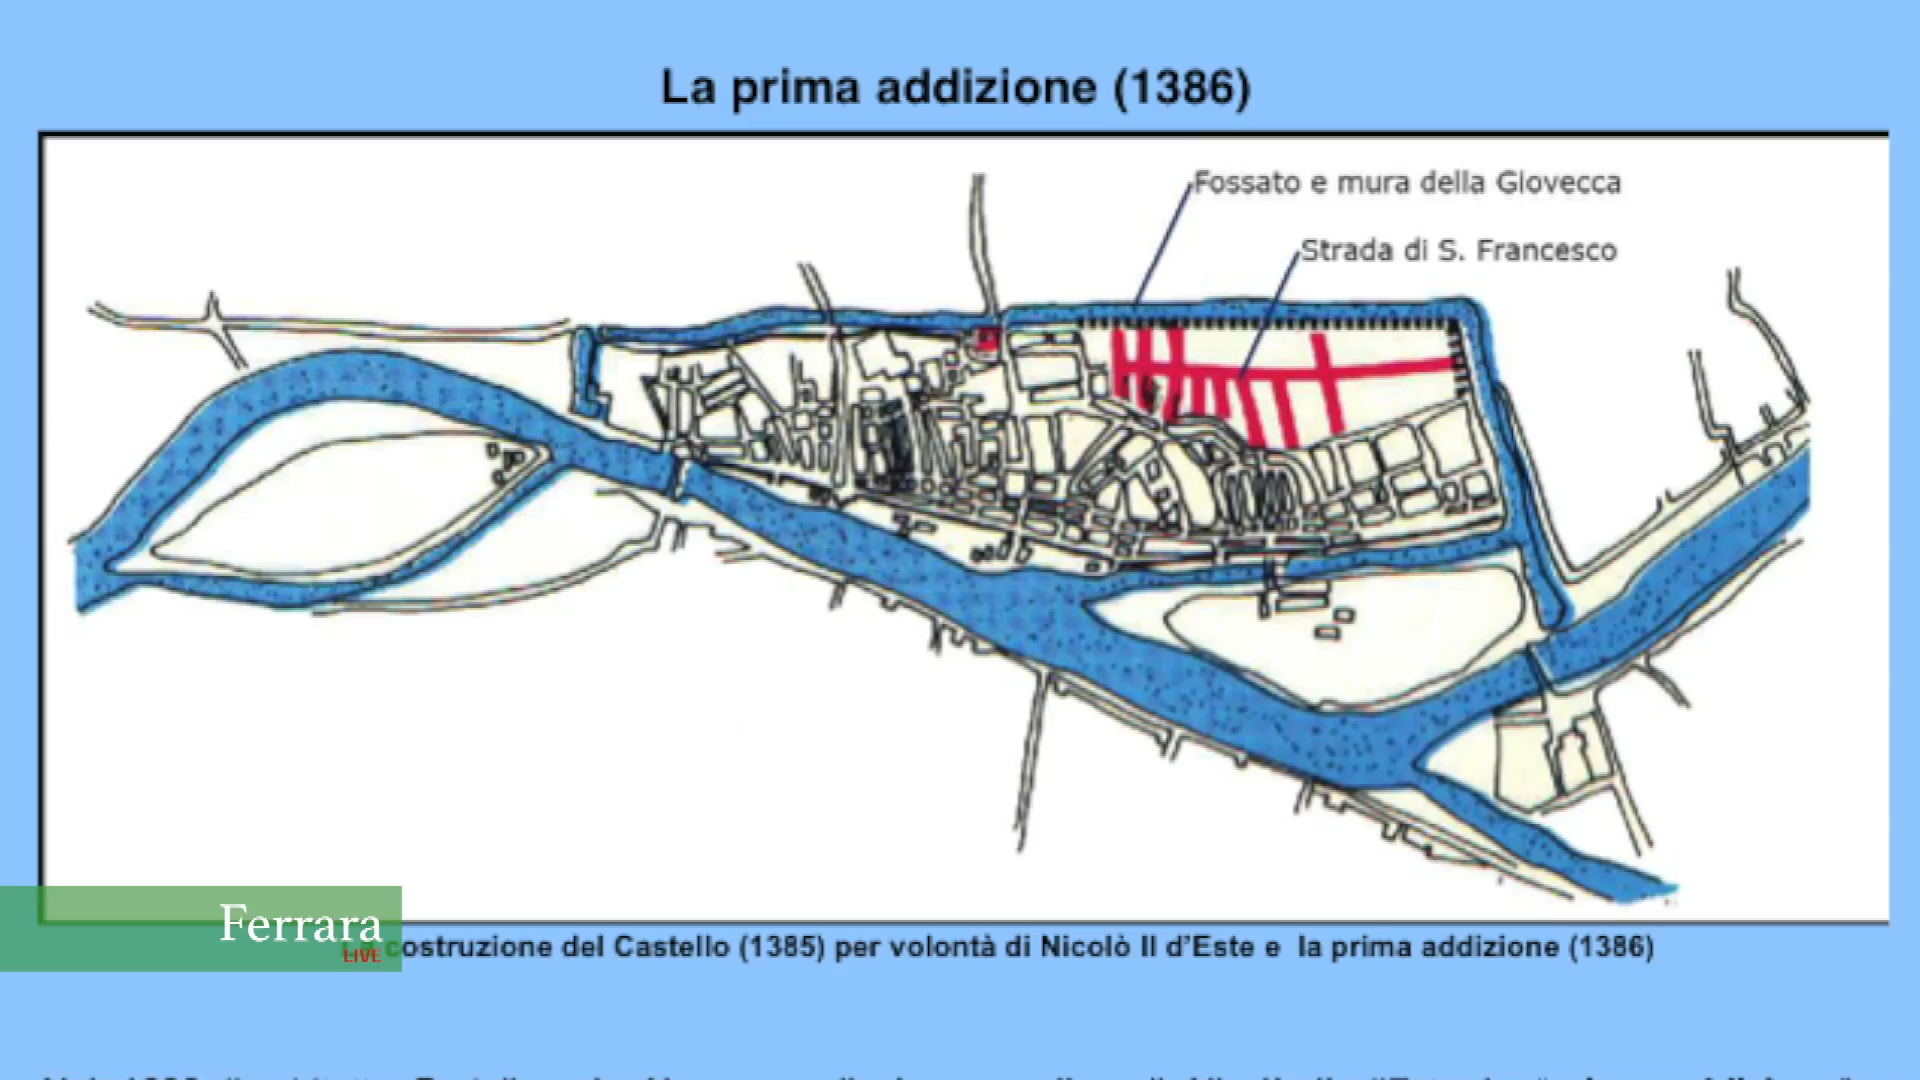 La prima addizione (1386)
Fossato e mura della Giovecca
Strada di S. Francesco
Ferrara
LIVE
costruzione del Castello (1385) per volontà di Nicolò II d'Este e la prima addizione (1386)